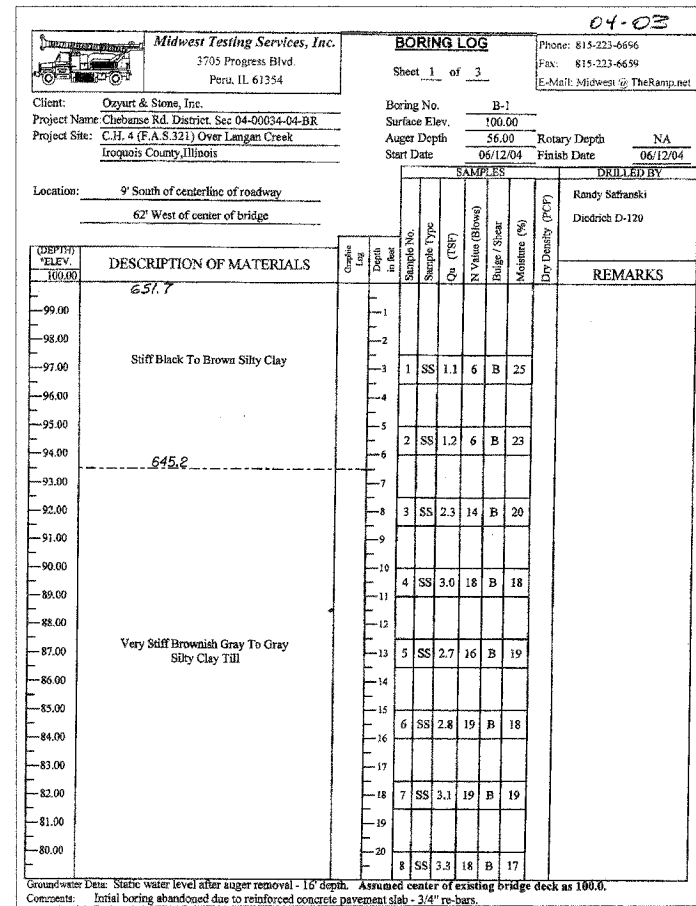 04-03
Midwest Testing Services, Inc.
3705 Progress Blvd.
Peru, IL 61354
BORING LOG
Sheet 1 of 3
Phone: 815-223-6696
Fax: 815-223-6659
E-Mail: Midwest @ TheRamp.net
Client: Ozyurt & Stone, Inc.
Project Name: Chebanse Rd. District. Sec 04-00034-04-BR
Project Site: C.H. 4 (F.A.S.321) Over Langan Creek
Iroquois County,Illinois
Boring No. B-1
Surface Elev. 100.00
Auger Depth 56.00 Rotary Depth NA
Start Date 06/12/04 Finish Date 06/12/04
Location: 9' South of centerline of roadway
62' West of center of bridge
SAMPLES
DRILLED BY
Randy Safranski
Diedrich D-120
(DEPTH)
*ELEV.
100.00
DESCRIPTION OF MATERIALS
Graphic Log
Depth in feet
Sample No.
Sample Type
Qu (TSF)
N Value (Blows)
Bulge / Shear
Moisture (%)
Dry Density (PCF)
REMARKS
651.7
99.00 1
98.00 2
97.00 Stiff Black To Brown Silty Clay 3 1 SS 1.1 6 B 25
96.00 4
95.00 5
2 SS 1.2 6 B 23
94.00 6
645.2
93.00 7
92.00 8 3 SS 2.3 14 B 20
91.00 9
90.00 10
4 SS 3.0 18 B 18
89.00 11
88.00 12
87.00 Very Stiff Brownish Gray To Gray 13 5 SS 2.7 16 B 19
Silty Clay Till
86.00 14
85.00 15
6 SS 2.8 19 B 18
84.00 16
83.00 17
82.00 18 7 SS 3.1 19 B 19
81.00 19
80.00 20
8 SS 3.3 18 B 17
Groundwater Data: Static water level after auger removal - 16' depth. Assumed center of existing bridge deck as 100.0.
Comments: Intial boring abandoned due to reinforced concrete pavement slab - 3/4" re-bars.